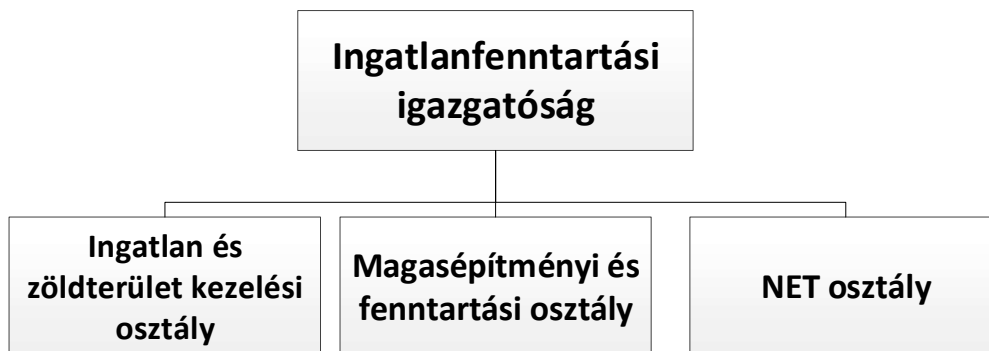 Ingatlanfenntartási
igazgatóság
Ingatlan és
zöldterület kezelési
osztály
Magasépítményi és
fenntartási osztály
NET osztály